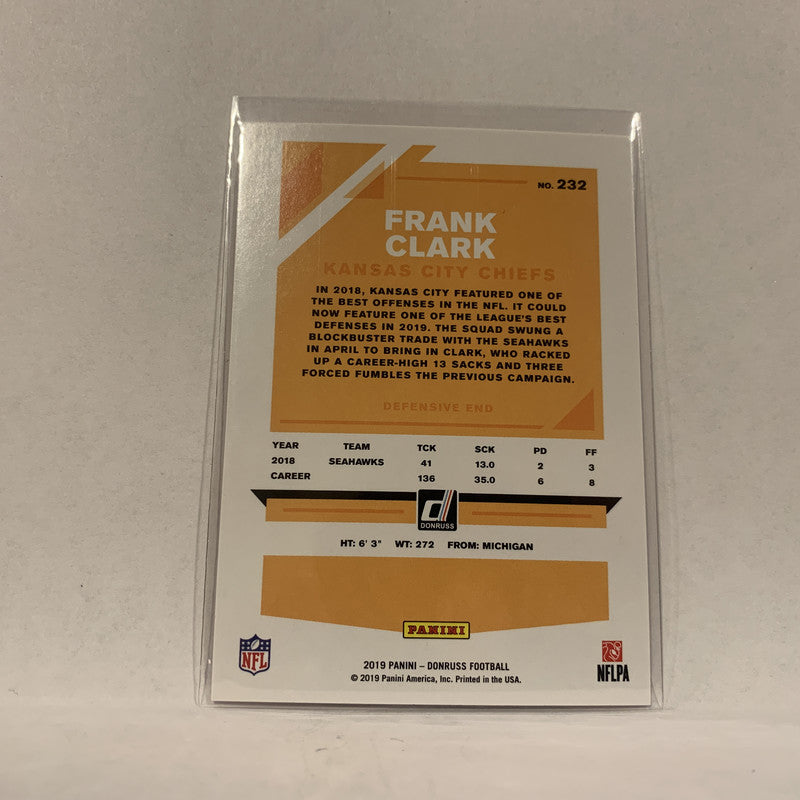 NO. 232
FRANK
CLARK
KANSAS CITY CHIEFS
IN 2018, KANSAS CITY FEATURED ONE OF
THE BEST OFFENSES IN THE NFL. IT COULD
NOW FEATURE ONE OF THE LEAGUE'S BEST
DEFENSES IN 2019. THE SQUAD SWUNG A
BLOCKBUSTER TRADE WITH THE SEAHAWKS
IN APRIL TO BRING IN CLARK, WHO RACKED
UP A CAREER-HIGH 13 SACKS AND THREE
FORCED FUMBLES THE PREVIOUS CAMPAIGN.
DEFENSIVE END
YEAR TEAM TCK SCK PD FF
2018 SEAHAWKS 41 13.0 2 3
CAREER 136 35.0 6 8
DONRUSS
HT: 6' 3" WT: 272 FROM: MICHIGAN
PANINI
NFL
2019 PANINI – DONRUSS FOOTBALL
© 2019 Panini America, Inc. Printed in the USA.
NFLPA